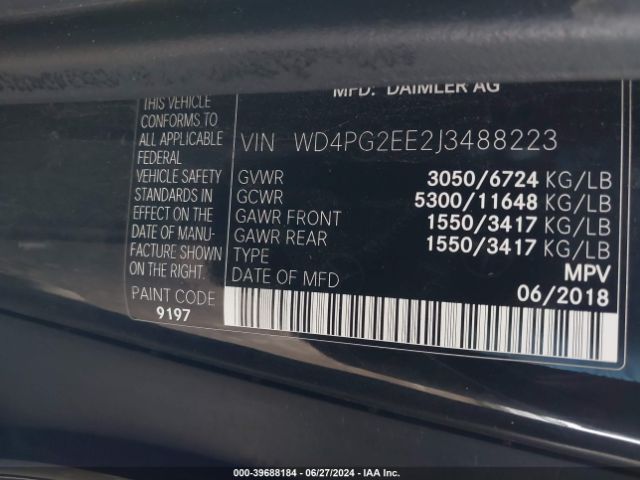 MFD. DAIMLER AG
THIS VEHICLE
CONFORMS TO
ALL APPLICABLE
FEDERAL
VEHICLE SAFETY
STANDARDS IN
EFFECT ON THE
DATE OF MANU-
FACTURE SHOWN
ON THE RIGHT.
PAINT CODE
9197
VIN WD4PG2EE2J3488223
GVWR 3050/6724 KG/LB
GCWR 5300/11648 KG/LB
GAWR FRONT 1550/3417 KG/LB
GAWR REAR 1550/3417 KG/LB
TYPE MPV
DATE OF MFD 06/2018
000-39688184 - 06/27/2024 - IAA Inc.